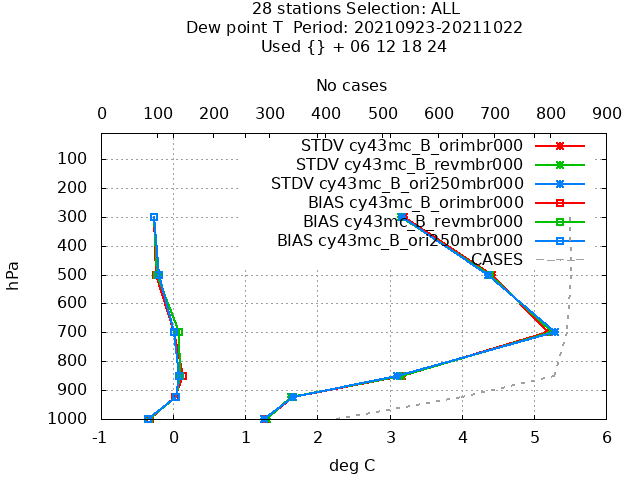 28 stations Selection: ALL
Dew point T  Period: 20210923-20211022
Used {} + 06 12 18 24
No cases
0 100 200 300 400 500 600 700 800 900
STDV cy43mc_B_orimbr000
STDV cy43mc_B_revmbr000
STDV cy43mc_B_ori250mbr000
BIAS cy43mc_B_orimbr000
BIAS cy43mc_B_revmbr000
BIAS cy43mc_B_ori250mbr000
CASES
hPa
100
200
300
400
500
600
700
800
900
1000
-1 0 1 2 3 4 5 6
deg C